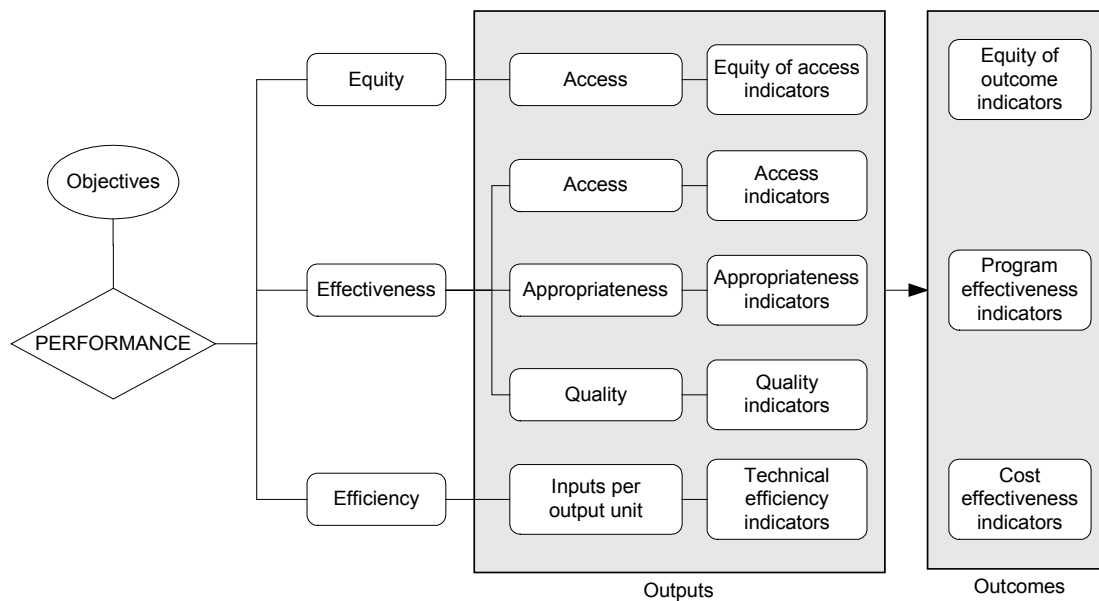 Objectives
PERFORMANCE
Equity
Access
Equity of access
indicators
Equity of
outcome
indicators
Access
Access
indicators
Effectiveness
Appropriateness
Appropriateness
indicators
Program
effectiveness
indicators
Quality
Quality
indicators
Efficiency
Inputs per
output unit
Technical
efficiency
indicators
Cost
effectiveness
indicators
Outputs
Outcomes